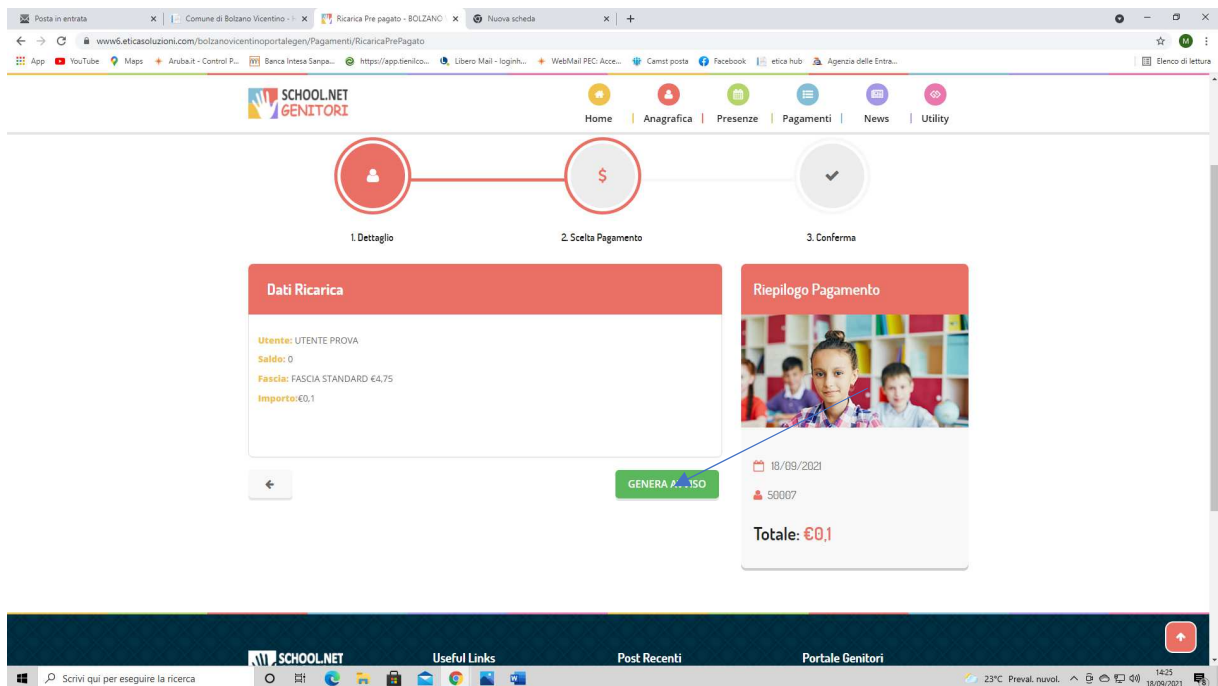 Posta in entrata
Comune di Bolzano Vicentino -
Ricarica Pre pagato - BOLZANO
Nuova scheda
www6.eticasoluzioni.com/bolzanovicentinoportalegen/Pagamenti/RicaricaPrePagato
M
App
YouTube
Maps
Aruba.it - Control P...
Banca Intesa Sanpa...
https://app.tienilco...
Libero Mail - loginh...
WebMail PEC: Acce...
Camst posta
Facebook
etica hub
Agenzia delle Entra...
Elenco di lettura
SCHOOL.NET
GENITORI
Home | Anagrafica | Presenze | Pagamenti | News | Utility
1. Dettaglio
2. Scelta Pagamento
3. Conferma
Dati Ricarica
Utente: UTENTE PROVA
Saldo: 0
Fascia: FASCIA STANDARD €4,75
Importo:€0,1
GENERA AVVISO
Riepilogo Pagamento
18/09/2021
50007
Totale: €0,1
SCHOOL.NET
Useful Links
Post Recenti
Portale Genitori
Scrivi qui per eseguire la ricerca
23°C Preval. nuvol.
14:25
18/09/2021